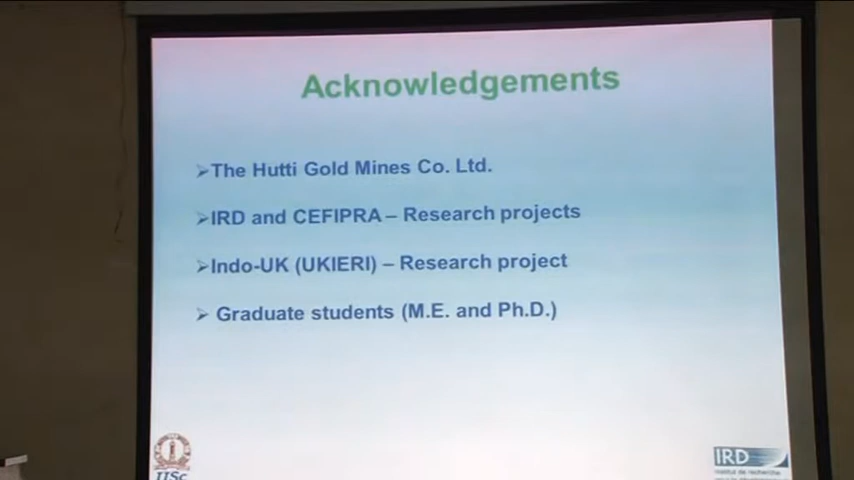 Acknowledgements
➢The Hutti Gold Mines Co. Ltd.
➢IRD and CEFIPRA – Research projects
➢Indo-UK (UKIERI) – Research project
➢ Graduate students (M.E. and Ph.D.)
IISc
IRD
Institut de recherche